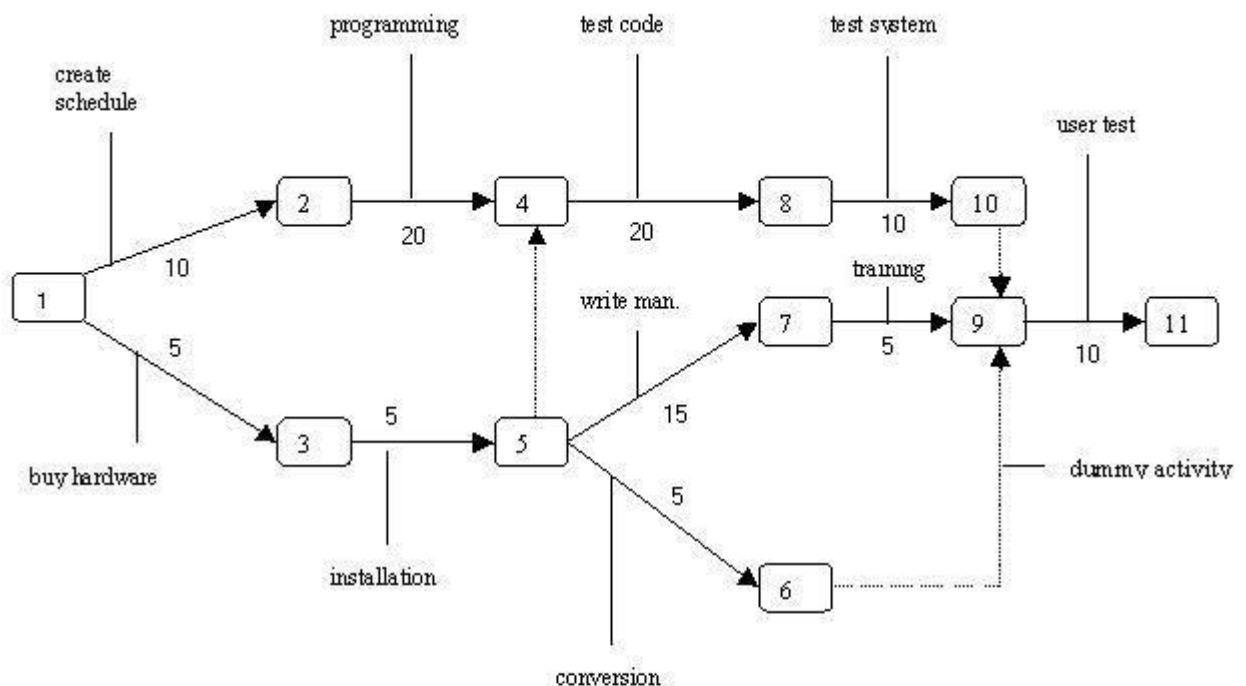 programming
test code
test system
create
schedule
user test
2
4
8
10
20
20
10
10
training
1
write man.
7
9
11
5
5
10
5
15
3
5
5
buy hardware
dummy activity
installation
6
conversion